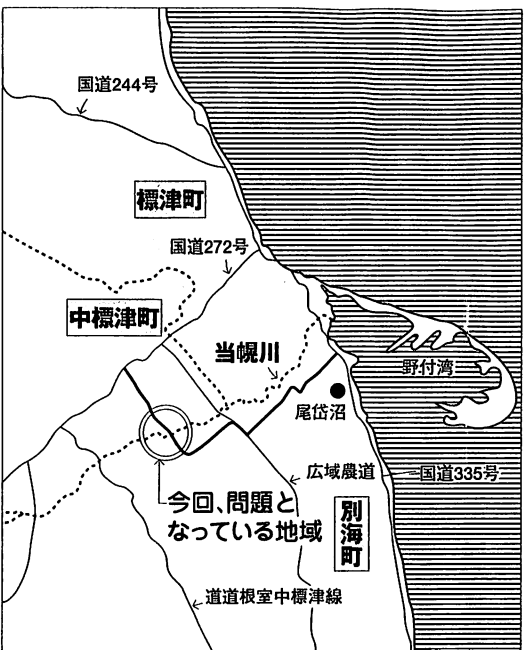 国道244号
標津町
国道272号
中標津町
当幌川
野付湾
尾岱沼
広域農道
国道335号
今回、問題と
なっている地域
別海町
道道根室中標津線